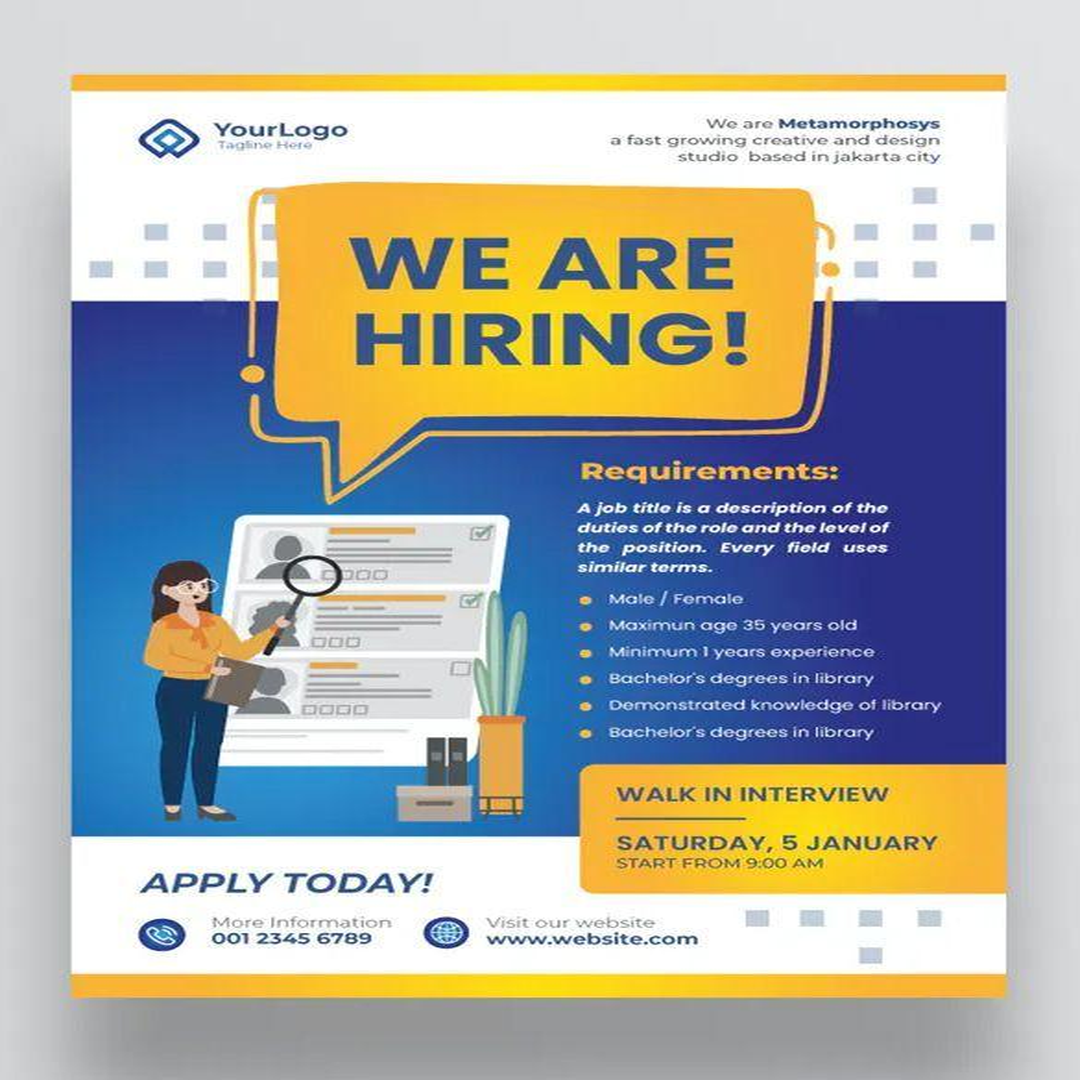 YourLogo
Tagline Here
We are Metamorphosys
a fast growing creative and design
studio based in jakarta city
WE ARE
HIRING!
Requirements:
A job title is a description of the
duties of the role and the level of
the position. Every field uses
similar terms.
Male / Female
Maximun age 35 years old
Minimum 1 years experience
Bachelor's degrees in library
Demonstrated knowledge of library
Bachelor's degrees in library
WALK IN INTERVIEW
SATURDAY, 5 JANUARY
START FROM 9:00 AM
APPLY TODAY!
More Information
001 2345 6789
Visit our website
www.website.com